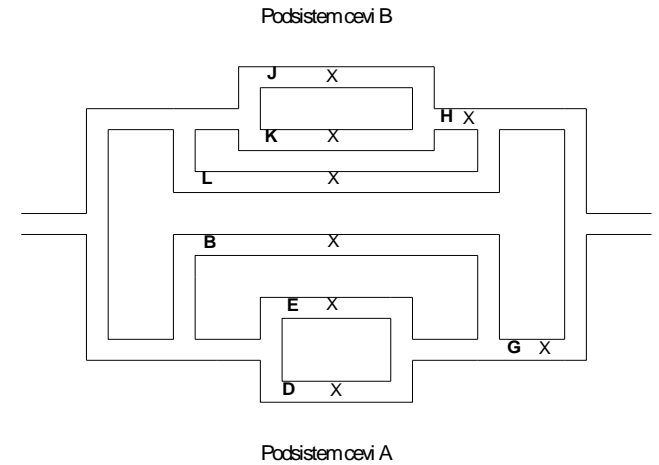 Podsistem cevi B
J X
H X
K X
L X
B X
E X
G X
D X
Podsistem cevi A